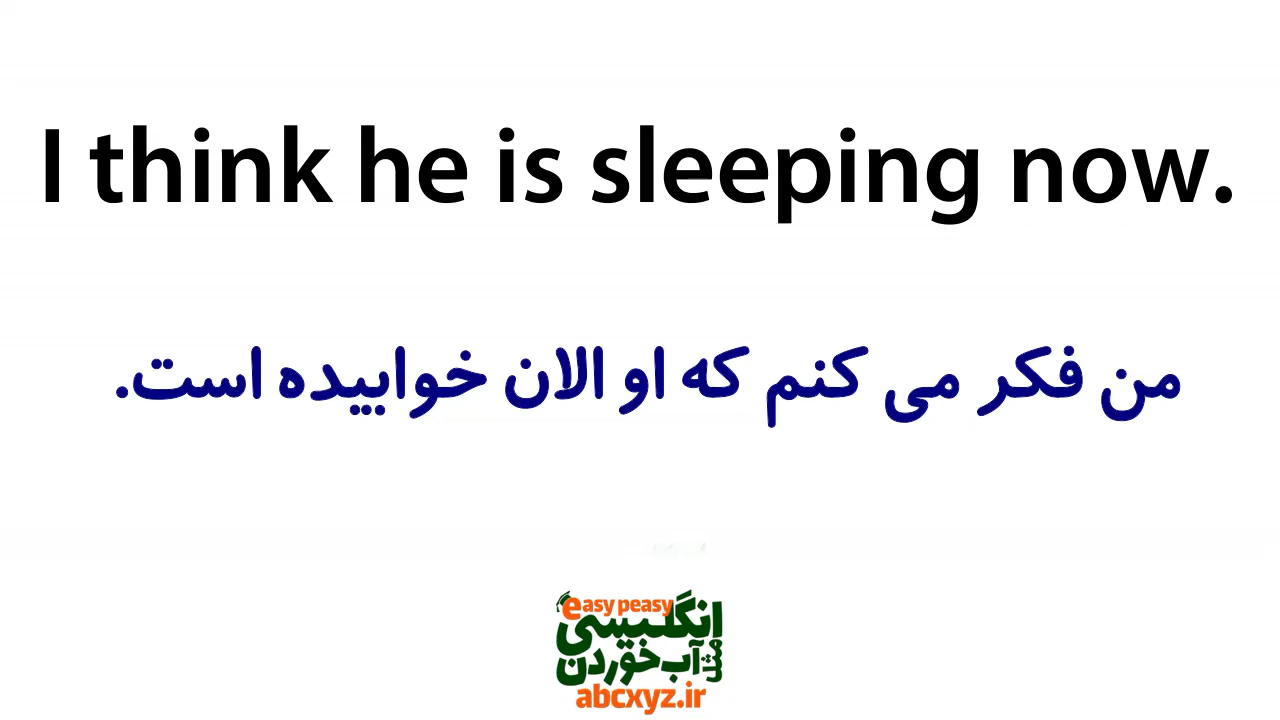 I think he is sleeping now.
من فکر می کنم که او الان خوابیده است.
easy peasy
انگلیسی
مثل آب خوردن
abcxyz.ir